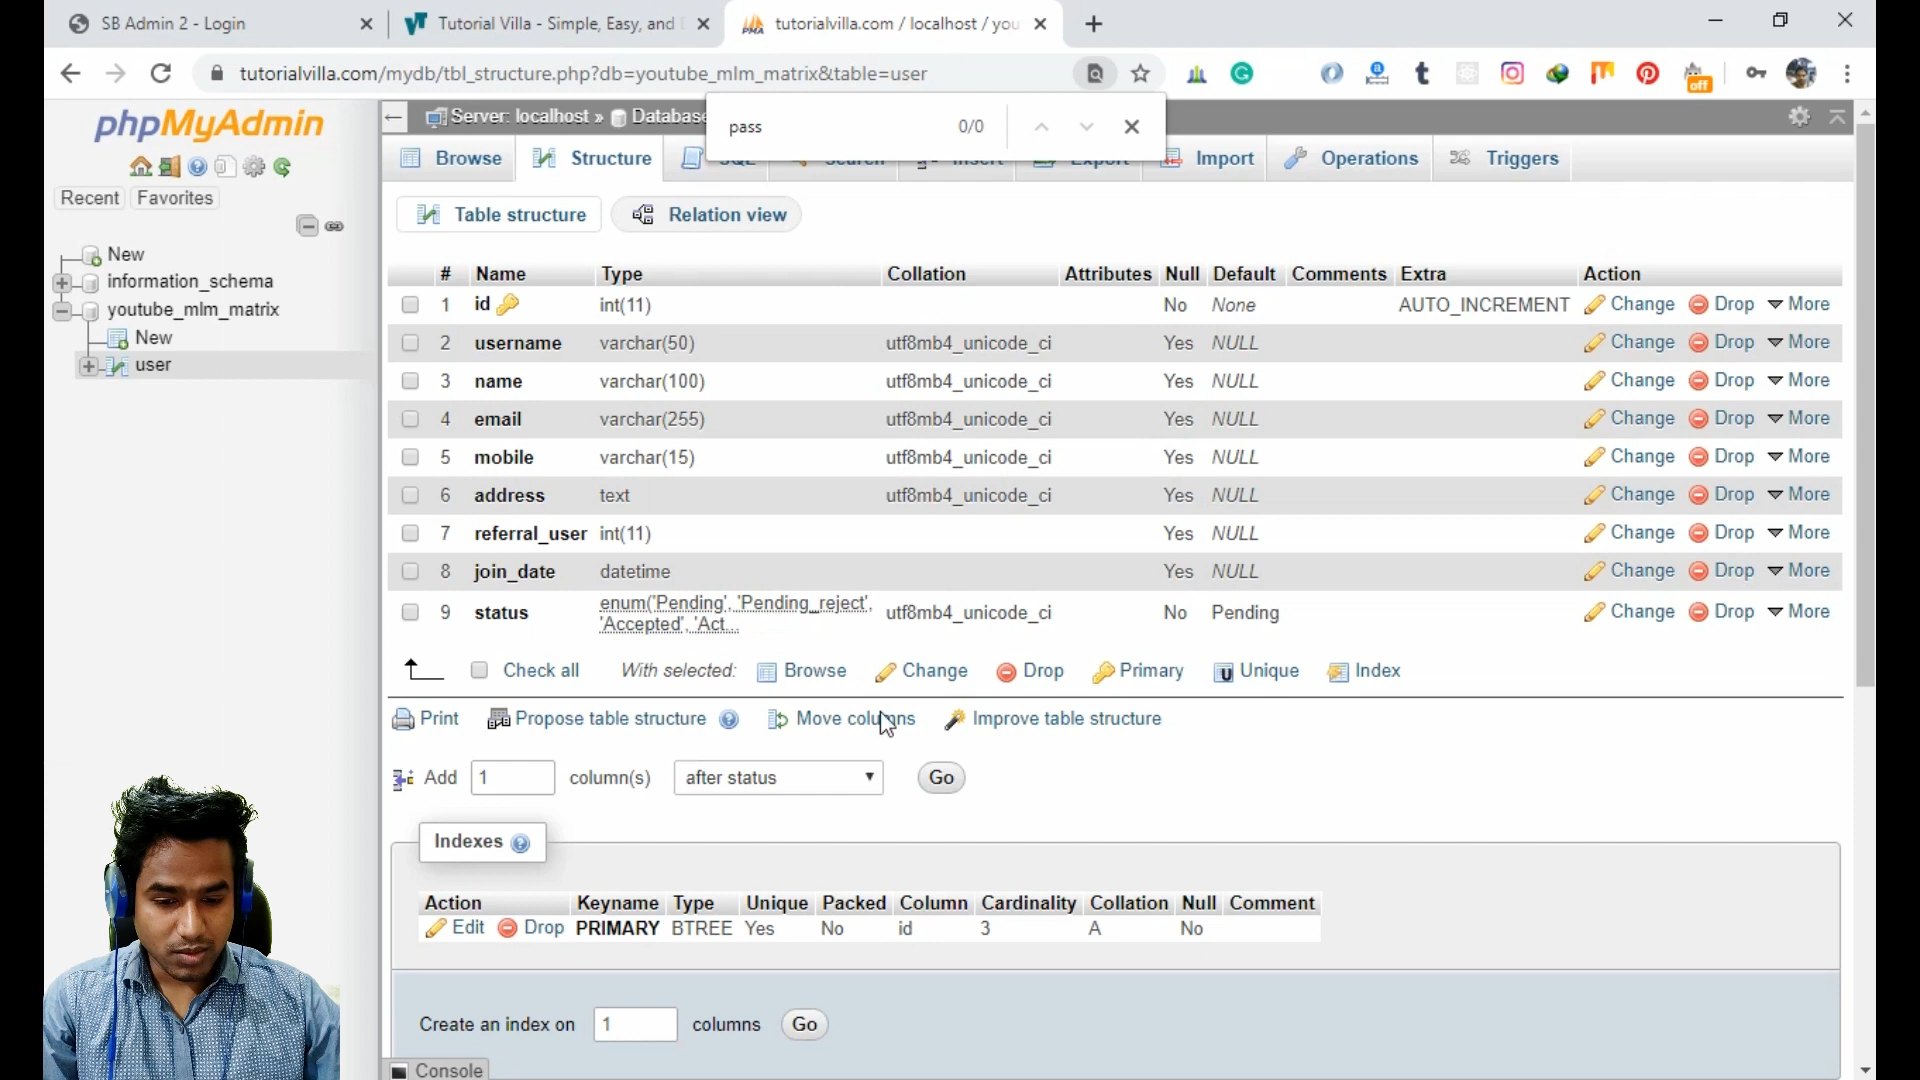 SB Admin 2 - Login
Tutorial Villa - Simple, Easy, and
tutorialvilla.com / localhost / you
tutorialvilla.com/mydb/tbl_structure.php?db=youtube_mlm_matrix&table=user
off
phpMyAdmin
Recent Favorites
New
information_schema
youtube_mlm_matrix
New
user
Server: localhost » Database
pass 0/0
Browse Structure SQL Search Insert Export Import Operations Triggers
Table structure Relation view
# Name Type Collation Attributes Null Default Comments Extra Action
1 id int(11) No None AUTO_INCREMENT Change Drop More
2 username varchar(50) utf8mb4_unicode_ci Yes NULL Change Drop More
3 name varchar(100) utf8mb4_unicode_ci Yes NULL Change Drop More
4 email varchar(255) utf8mb4_unicode_ci Yes NULL Change Drop More
5 mobile varchar(15) utf8mb4_unicode_ci Yes NULL Change Drop More
6 address text utf8mb4_unicode_ci Yes NULL Change Drop More
7 referral_user int(11) Yes NULL Change Drop More
8 join_date datetime Yes NULL Change Drop More
9 status enum('Pending', 'Pending_reject', utf8mb4_unicode_ci No Pending Change Drop More
'Accepted', 'Act...
Check all With selected: Browse Change Drop Primary Unique Index
Print Propose table structure Move columns Improve table structure
Add 1 column(s) after status Go
Indexes
Action Keyname Type Unique Packed Column Cardinality Collation Null Comment
Edit Drop PRIMARY BTREE Yes No id 3 A No
Create an index on 1 columns Go
Console